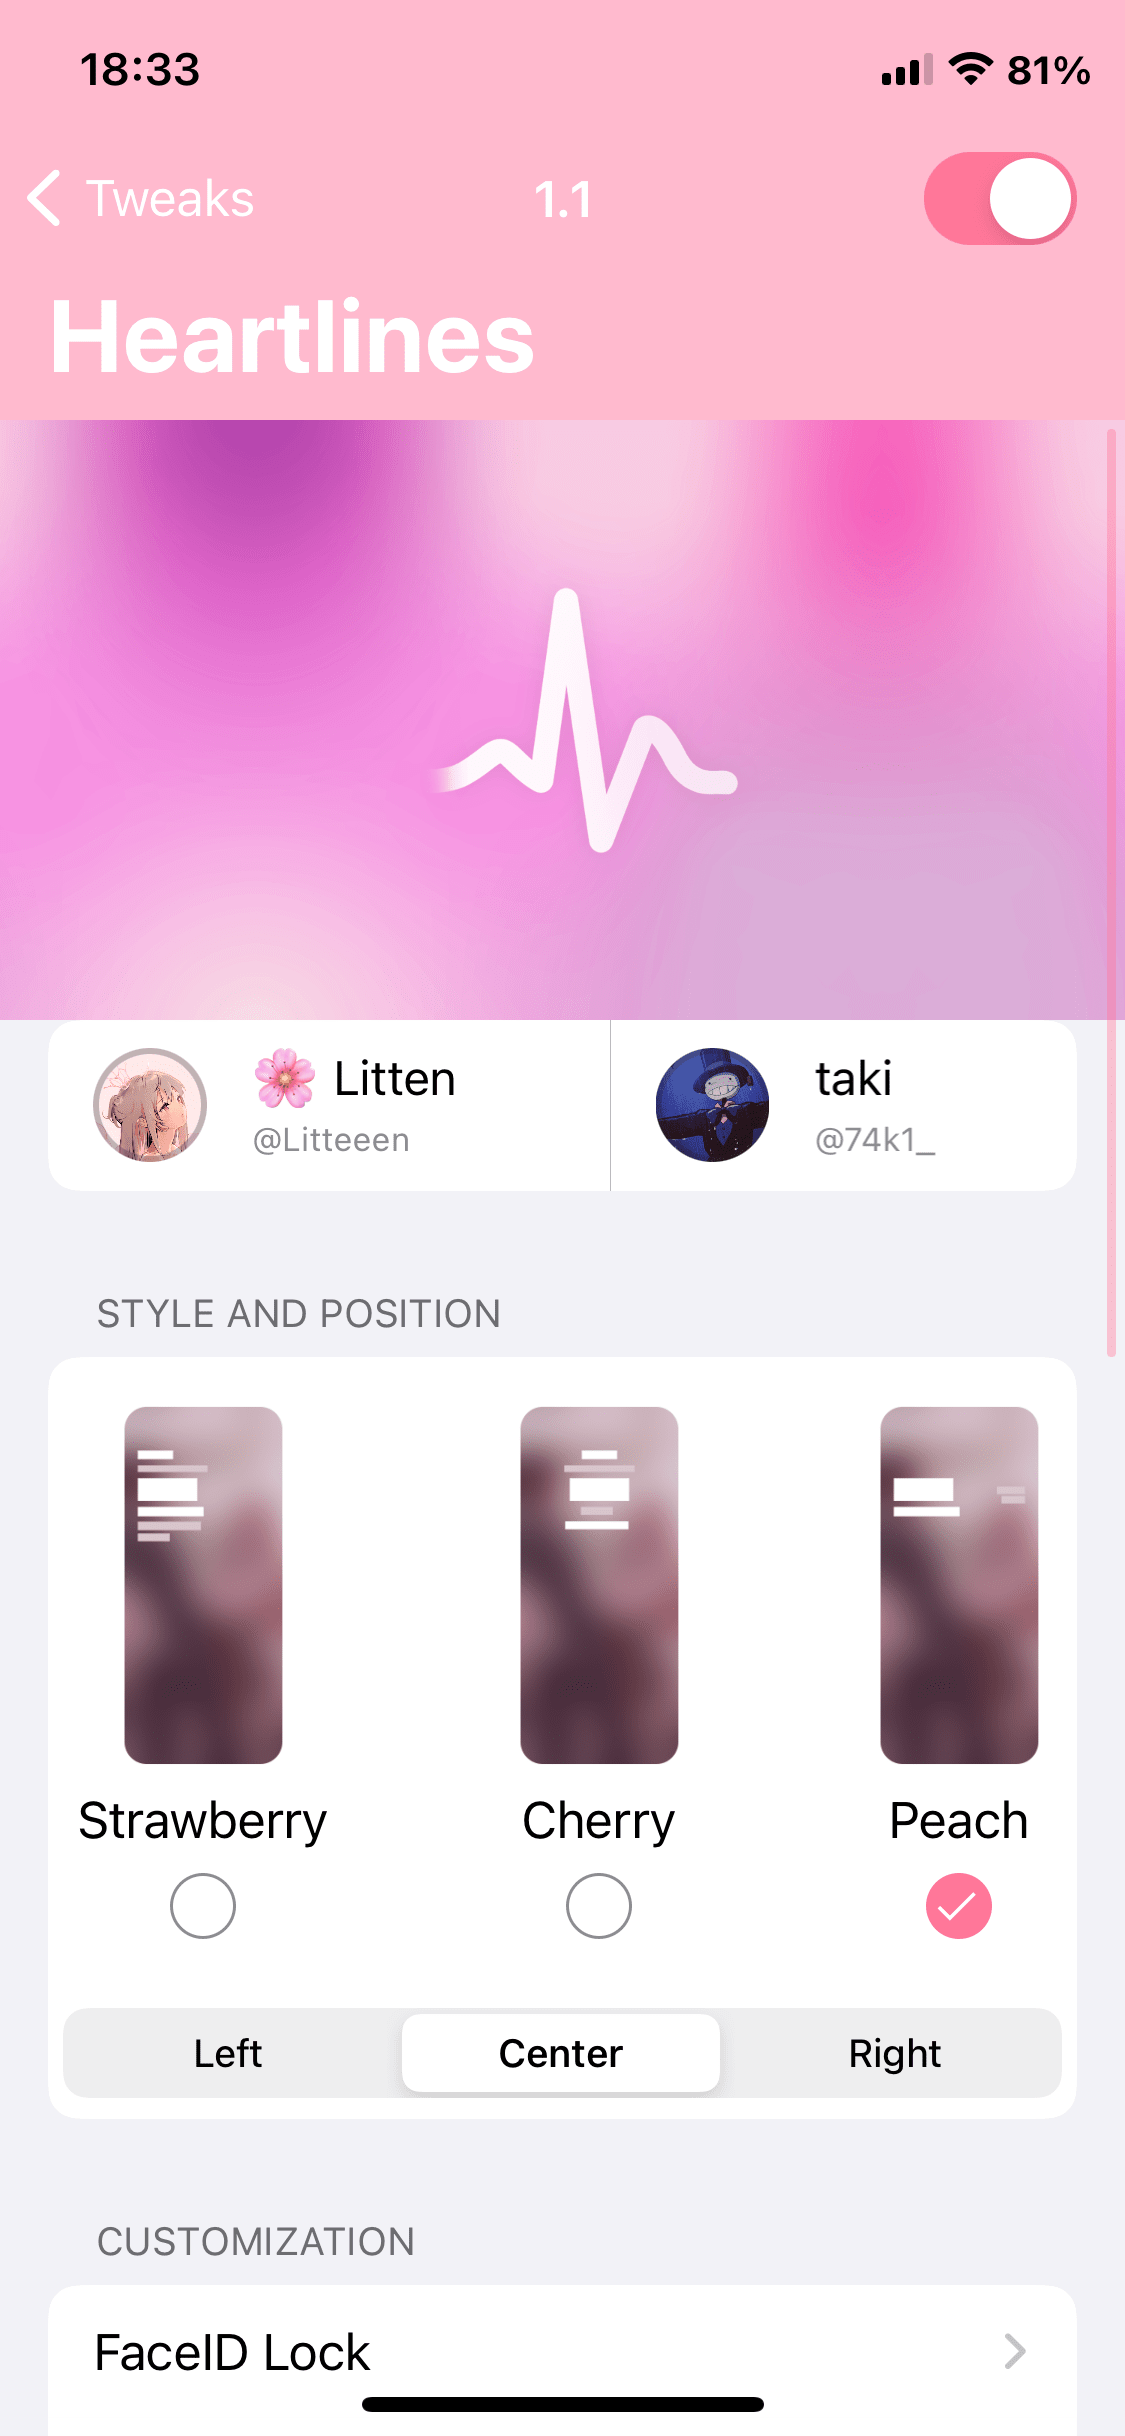 18:33
81%
Tweaks
1.1
Heartlines
🌸 Litten
@Litteeen
taki
@74k1_
STYLE AND POSITION
Strawberry
Cherry
Peach
Left
Center
Right
CUSTOMIZATION
FaceID Lock